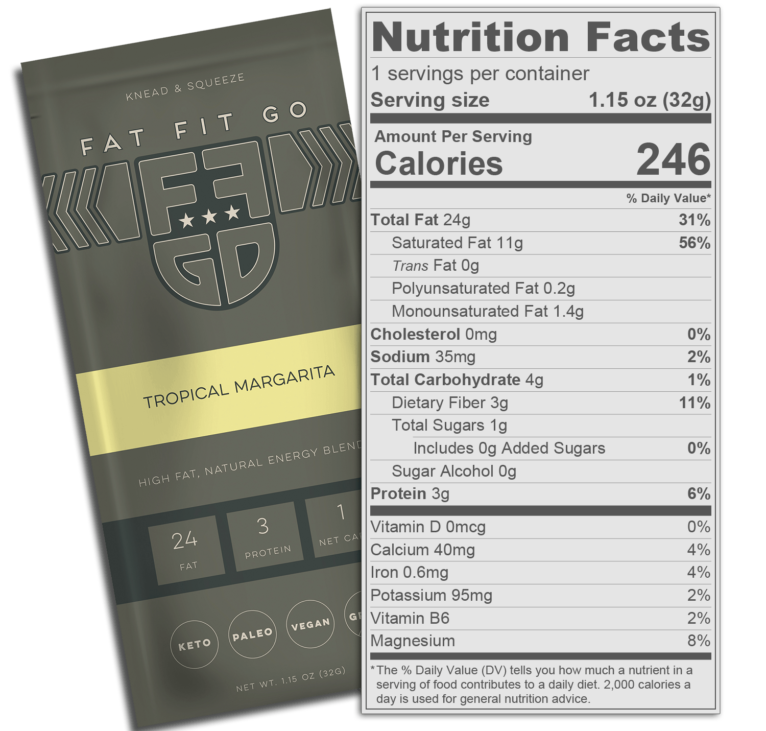 KNEAD & SQUEEZE
FAT FIT GO
FF
GO
TROPICAL MARGARITA
HIGH FAT, NATURAL ENERGY BLEND
24
FAT
3
PROTEIN
1
NET
KETO
PALEO
VEGAN
NET WT. 1.15 OZ (32G)
Nutrition Facts
1 servings per container
Serving size 1.15 oz (32g)
Amount Per Serving
Calories 246
% Daily Value*
Total Fat 24g 31%
Saturated Fat 11g 56%
Trans Fat 0g
Polyunsaturated Fat 0.2g
Monounsaturated Fat 1.4g
Cholesterol 0mg 0%
Sodium 35mg 2%
Total Carbohydrate 4g 1%
Dietary Fiber 3g 11%
Total Sugars 1g
Includes 0g Added Sugars 0%
Sugar Alcohol 0g
Protein 3g 6%
Vitamin D 0mcg 0%
Calcium 40mg 4%
Iron 0.6mg 4%
Potassium 95mg 2%
Vitamin B6 2%
Magnesium 8%
*The % Daily Value (DV) tells you how much a nutrient in a
serving of food contributes to a daily diet. 2,000 calories a
day is used for general nutrition advice.